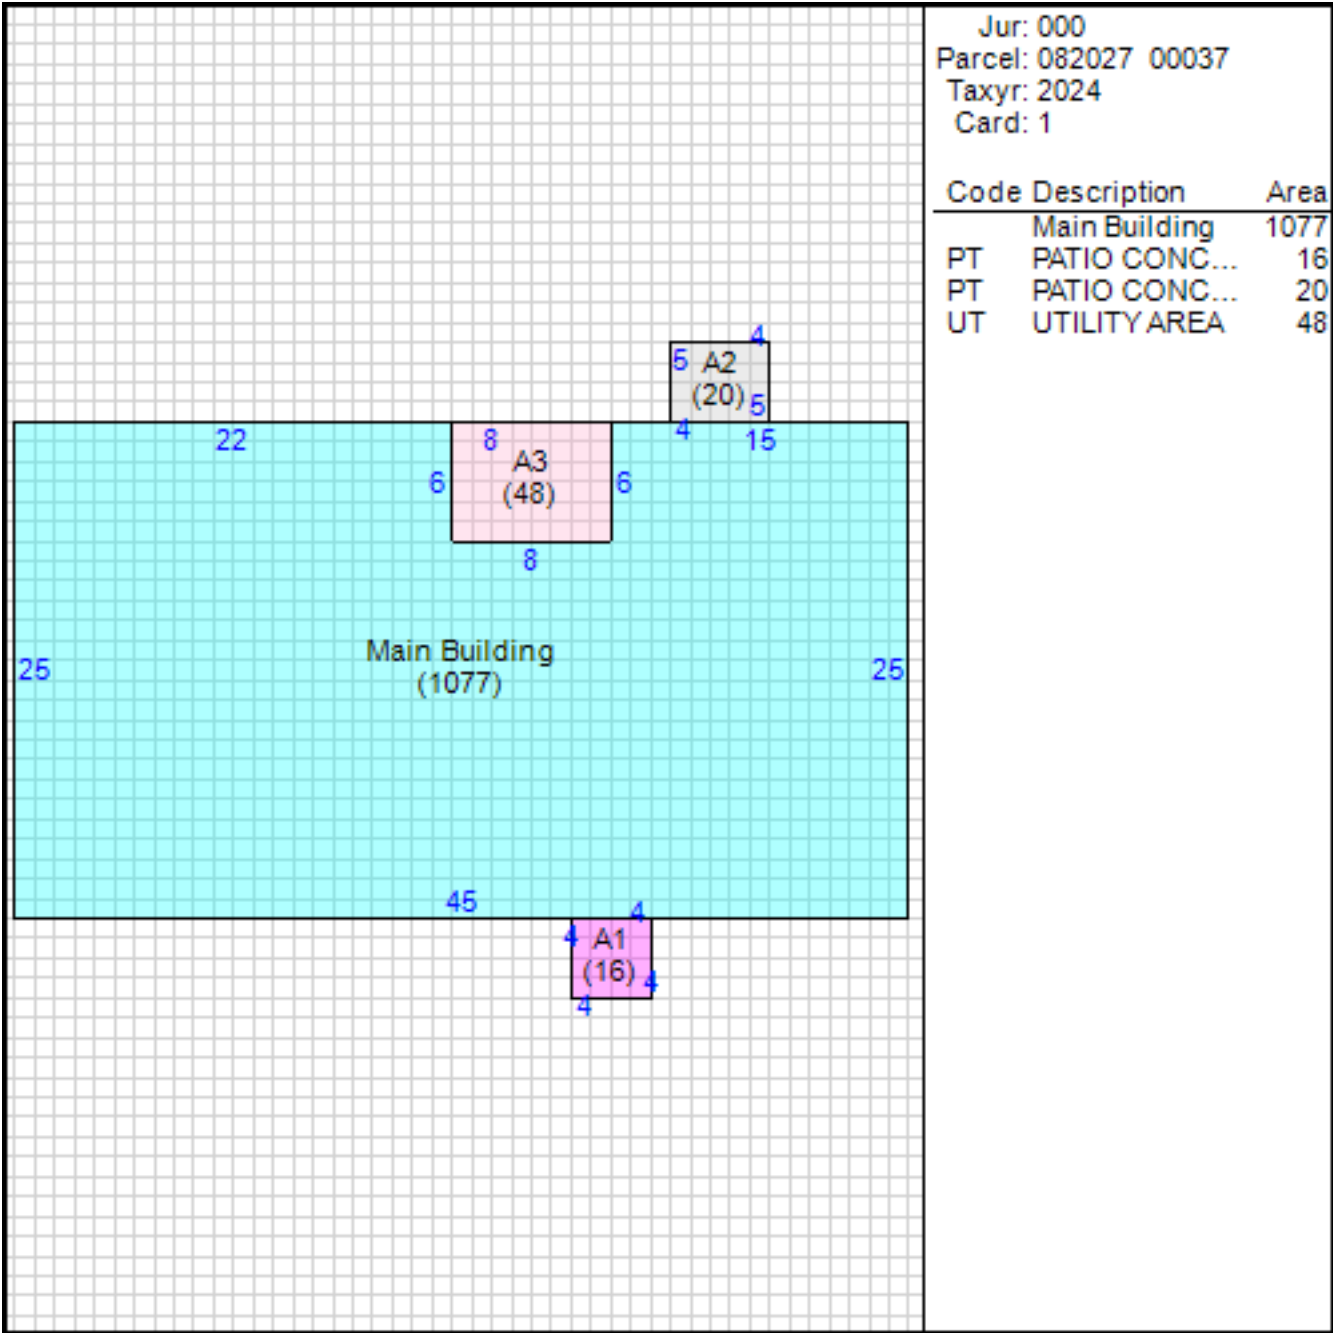 Jur: 000
Parcel: 082027 00037
Taxyr: 2024
Card: 1
Code Description Area
Main Building 1077
PT PATIO CONC... 16
PT PATIO CONC... 20
UT UTILITY AREA 48
4
5 A2
(20) 5
4
22 8 15
A3
6 (48) 6
8
Main Building
25 (1077) 25
45
4
4 A1
(16) 4
4